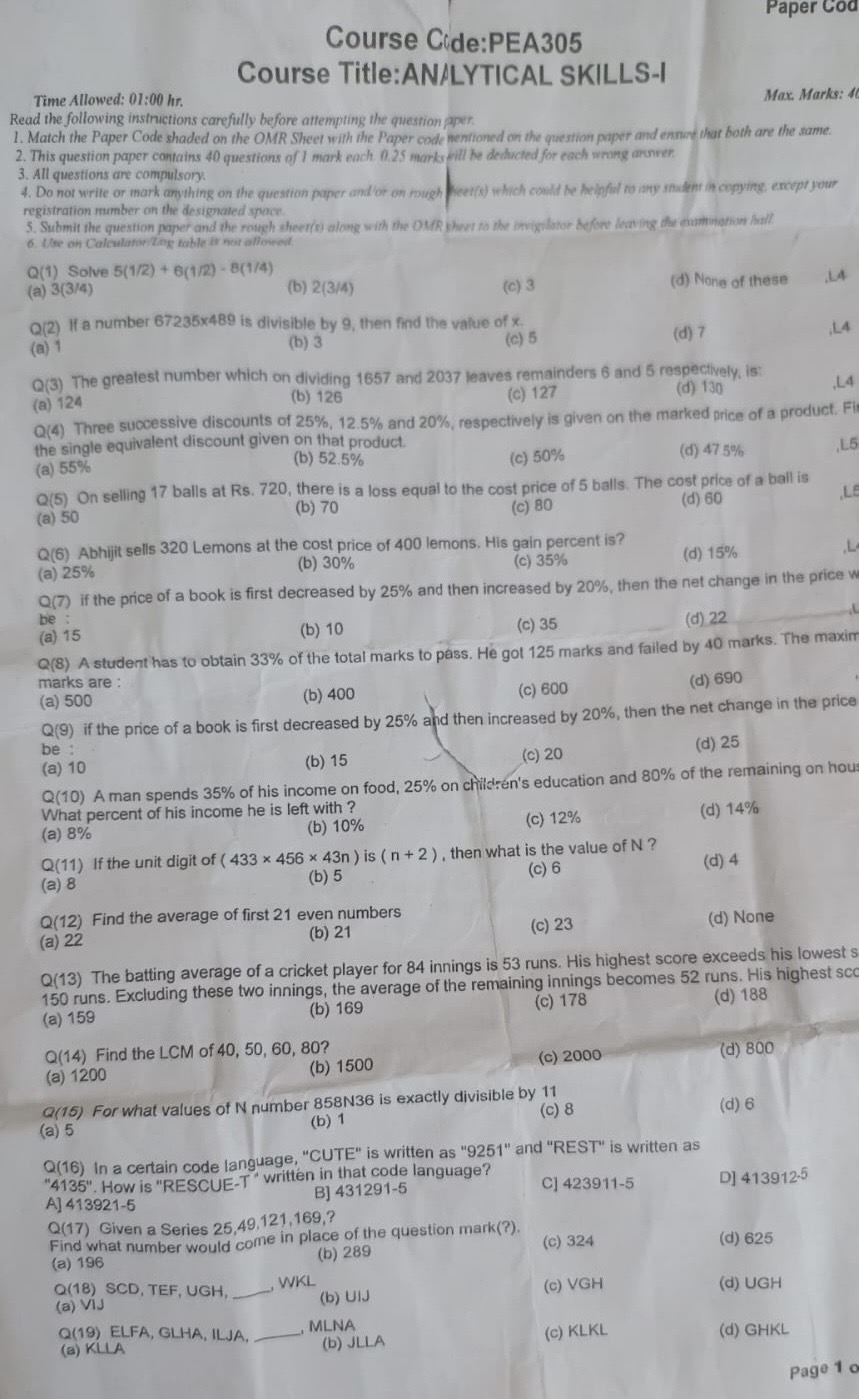 Paper Cod
Course Code:PEA305
Course Title:ANALYTICAL SKILLS-I
Time Allowed: 01:00 hr.
Max. Marks: 40
Read the following instructions carefully before attempting the question paper.
1. Match the Paper Code shaded on the OMR Sheet with the Paper code mentioned on the question paper and ensure that both are the same.
2. This question paper contains 40 questions of 1 mark each. 0.25 marks will be deducted for each wrong answer.
3. All questions are compulsory.
4. Do not write or mark anything on the question paper and/or on rough sheet(s) which could be helpful to any student in copying, except your
registration number on the designated space.
5. Submit the question paper and the rough sheet(s) along with the OMR sheet to the invigilator before leaving the examination hall.
6. Use on Calculator/Log table is not allowed.
Q(1) Solve 5(1/2) + 6(1/2) - 8(1/4)
(a) 3(3/4) (b) 2(3/4) (c) 3 (d) None of these ,L4
Q(2) If a number 67235x489 is divisible by 9, then find the value of x.
(a) 1 (b) 3 (c) 5 (d) 7 ,L4
Q(3) The greatest number which on dividing 1657 and 2037 leaves remainders 6 and 5 respectively, is:
(a) 124 (b) 126 (c) 127 (d) 130 ,L4
Q(4) Three successive discounts of 25%, 12.5% and 20%, respectively is given on the marked price of a product. Fi
the single equivalent discount given on that product.
(a) 55% (b) 52.5% (c) 50% (d) 47.5% ,L5
Q(5) On selling 17 balls at Rs. 720, there is a loss equal to the cost price of 5 balls. The cost price of a ball is
(a) 50 (b) 70 (c) 80 (d) 60 ,L5
Q(6) Abhijit sells 320 Lemons at the cost price of 400 lemons. His gain percent is?
(a) 25% (b) 30% (c) 35% (d) 15% ,L
Q(7) if the price of a book is first decreased by 25% and then increased by 20%, then the net change in the price w
be :
(a) 15 (b) 10 (c) 35 (d) 22
Q(8) A student has to obtain 33% of the total marks to pass. He got 125 marks and failed by 40 marks. The maxim
marks are :
(a) 500 (b) 400 (c) 600 (d) 690
Q(9) if the price of a book is first decreased by 25% and then increased by 20%, then the net change in the price
be :
(a) 10 (b) 15 (c) 20 (d) 25
Q(10) A man spends 35% of his income on food, 25% on children's education and 80% of the remaining on hou
What percent of his income he is left with ?
(a) 8% (b) 10% (c) 12% (d) 14%
Q(11) If the unit digit of ( 433 × 456 × 43n ) is ( n + 2 ) , then what is the value of N ?
(a) 8 (b) 5 (c) 6 (d) 4
Q(12) Find the average of first 21 even numbers
(a) 22 (b) 21 (c) 23 (d) None
Q(13) The batting average of a cricket player for 84 innings is 53 runs. His highest score exceeds his lowest s
150 runs. Excluding these two innings, the average of the remaining innings becomes 52 runs. His highest sco
(a) 159 (b) 169 (c) 178 (d) 188
Q(14) Find the LCM of 40, 50, 60, 80?
(a) 1200 (b) 1500 (c) 2000 (d) 800
Q(15) For what values of N number 858N36 is exactly divisible by 11
(a) 5 (b) 1 (c) 8 (d) 6
Q(16) In a certain code language, "CUTE" is written as "9251" and "REST" is written as
"4135". How is "RESCUE-T " written in that code language?
A] 413921-5 B] 431291-5 C] 423911-5 D] 413912-5
Q(17) Given a Series 25,49,121,169,?
Find what number would come in place of the question mark(?).
(a) 196 (b) 289 (c) 324 (d) 625
Q(18) SCD, TEF, UGH, _____, WKL
(a) VIJ (b) UIJ (c) VGH (d) UGH
Q(19) ELFA, GLHA, ILJA, _____, MLNA
(a) KLLA (b) JLLA (c) KLKL (d) GHKL
Page 1 o